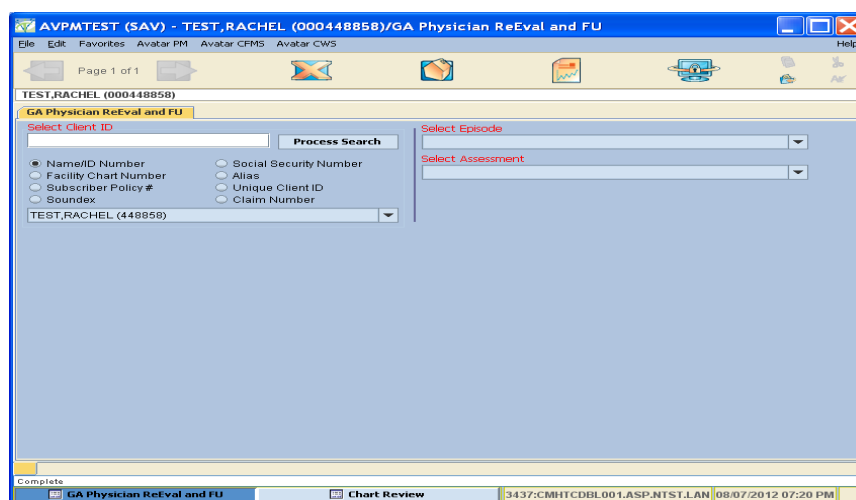 AVPMTEST (SAV) - TEST,RACHEL (000448858)/GA Physician ReEval and FU
File Edit Favorites Avatar PM Avatar CFMS Avatar CWS Help
Page 1 of 1
TEST,RACHEL (000448858)
GA Physician ReEval and FU
Select Client ID
Process Search
Name/ID Number Social Security Number
Facility Chart Number Alias
Subscriber Policy # Unique Client ID
Soundex Claim Number
TEST,RACHEL (448858)
Select Episode
Select Assessment
Complete
GA Physician ReEval and FU Chart Review 3437:CMHTCDBL001.ASP.NTST.LAN 08/07/2012 07:20 PM